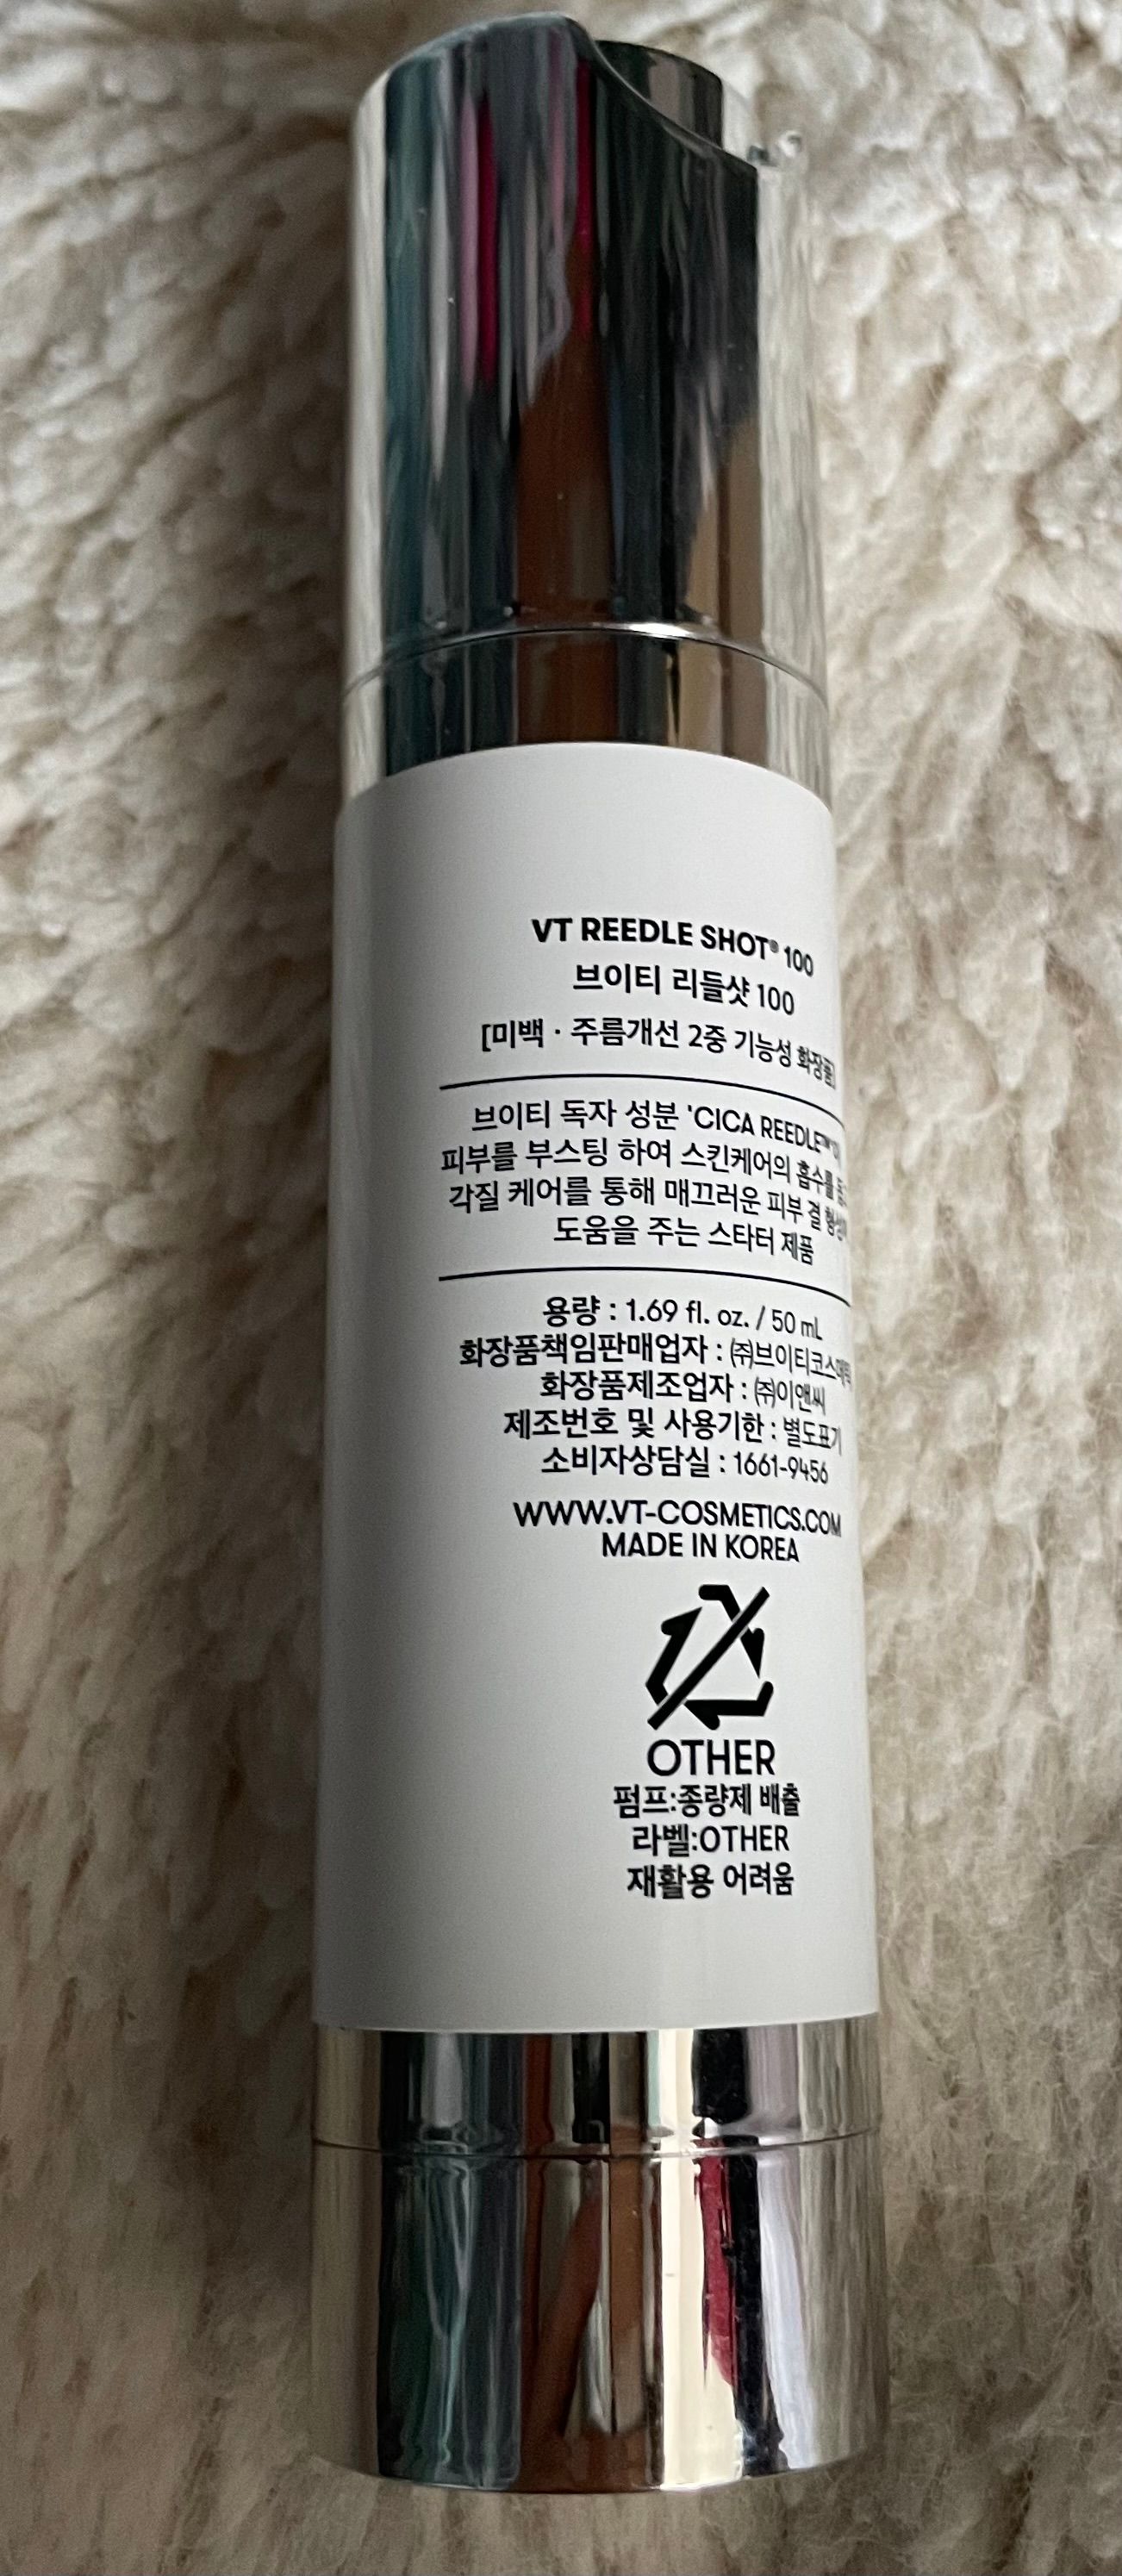 VT REEDLE SHOT® 100
브이티 리들샷 100
[미백 · 주름개선 2중 기능성 화장품]
브이티 독자 성분 'CICA REEDLE™'이
피부를 부스팅 하여 스킨케어의 흡수를
각질 케어를 통해 매끄러운 피부 결 형성에
도움을 주는 스타터 제품
용량 : 1.69 fl. oz. / 50 mL
화장품책임판매업자 : ㈜브이티코스메틱
화장품제조업자 : ㈜이앤씨
제조번호 및 사용기한 : 별도표기
소비자상담실 : 1661-9456
WWW.VT-COSMETICS.COM
MADE IN KOREA
OTHER
펌프:종량제 배출
라벨:OTHER
재활용 어려움